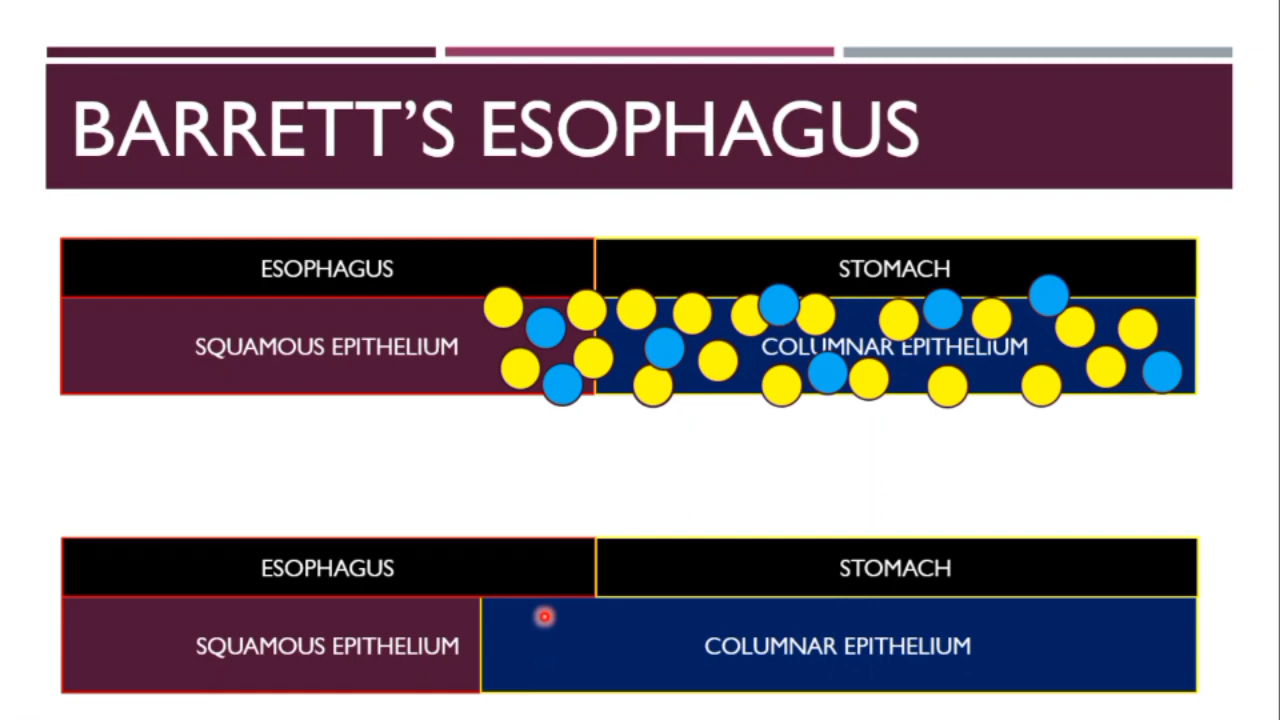 BARRETT'S ESOPHAGUS
ESOPHAGUS
STOMACH
SQUAMOUS EPITHELIUM
COLUMNAR EPITHELIUM
ESOPHAGUS
STOMACH
SQUAMOUS EPITHELIUM
COLUMNAR EPITHELIUM